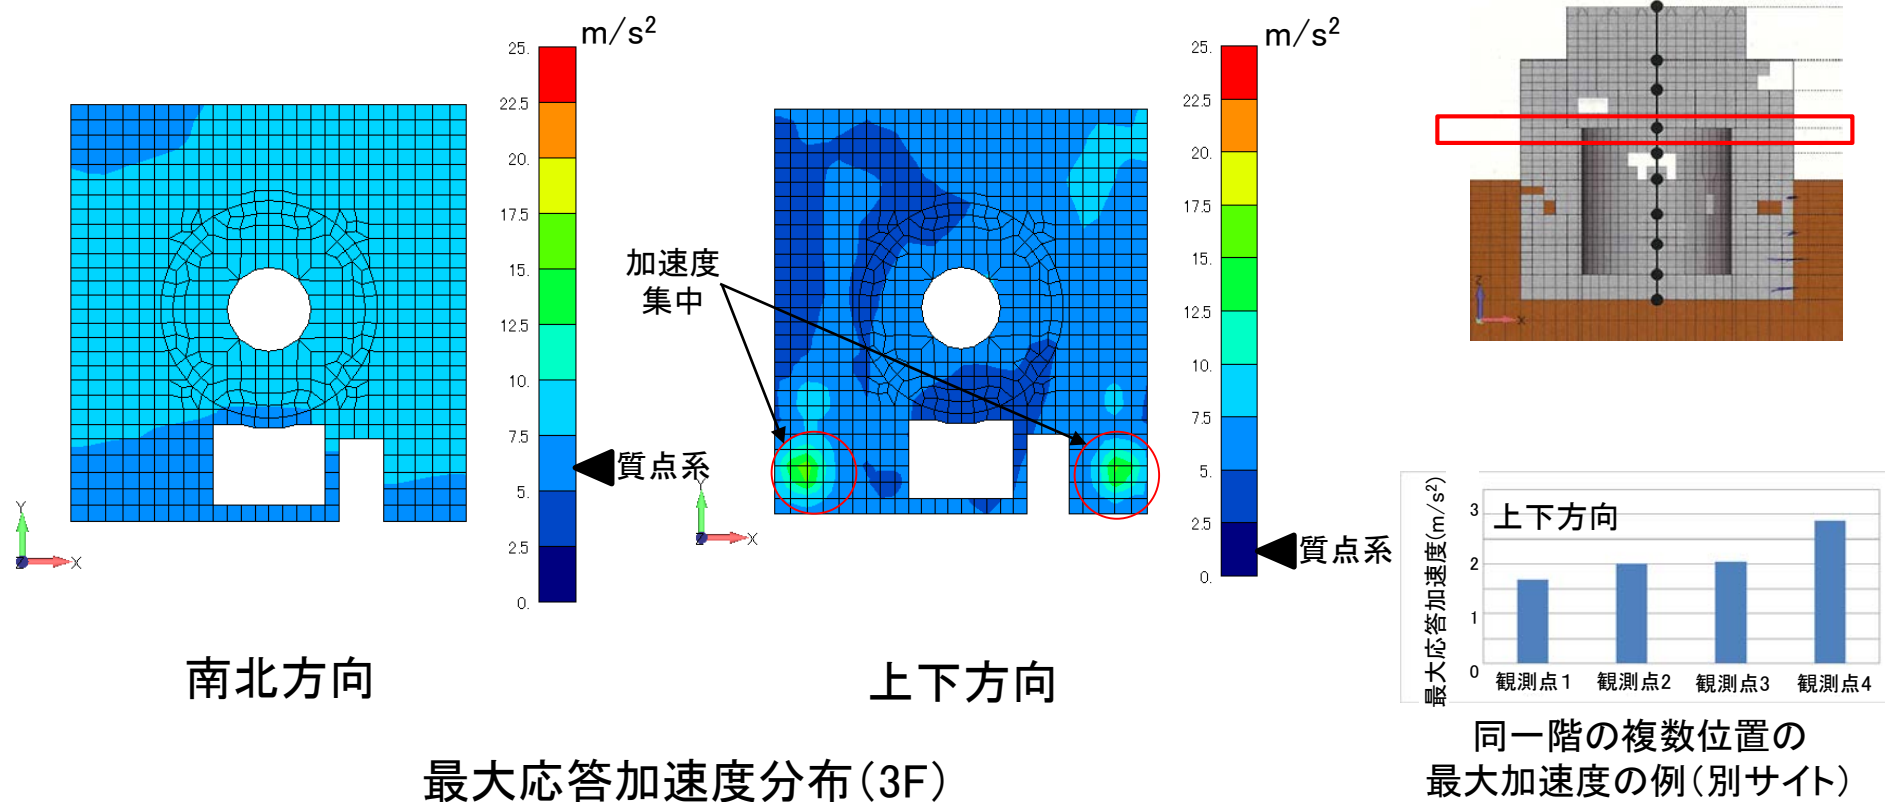 m/s²
25.
22.5
20.
17.5
15.
12.5
10.
7.5
5.
2.5
0.
質点系
Y
X
Z
南北方向
m/s²
25.
22.5
20.
17.5
15.
12.5
10.
7.5
5.
2.5
0.
質点系
加速度
集中
Y
X
Z
上下方向
最大応答加速度分布(3F)
Z
X
上下方向
最大応答加速度(m/s²)
3
2
1
0
観測点1
観測点2
観測点3
観測点4
同一階の複数位置の
最大加速度の例(別サイト)